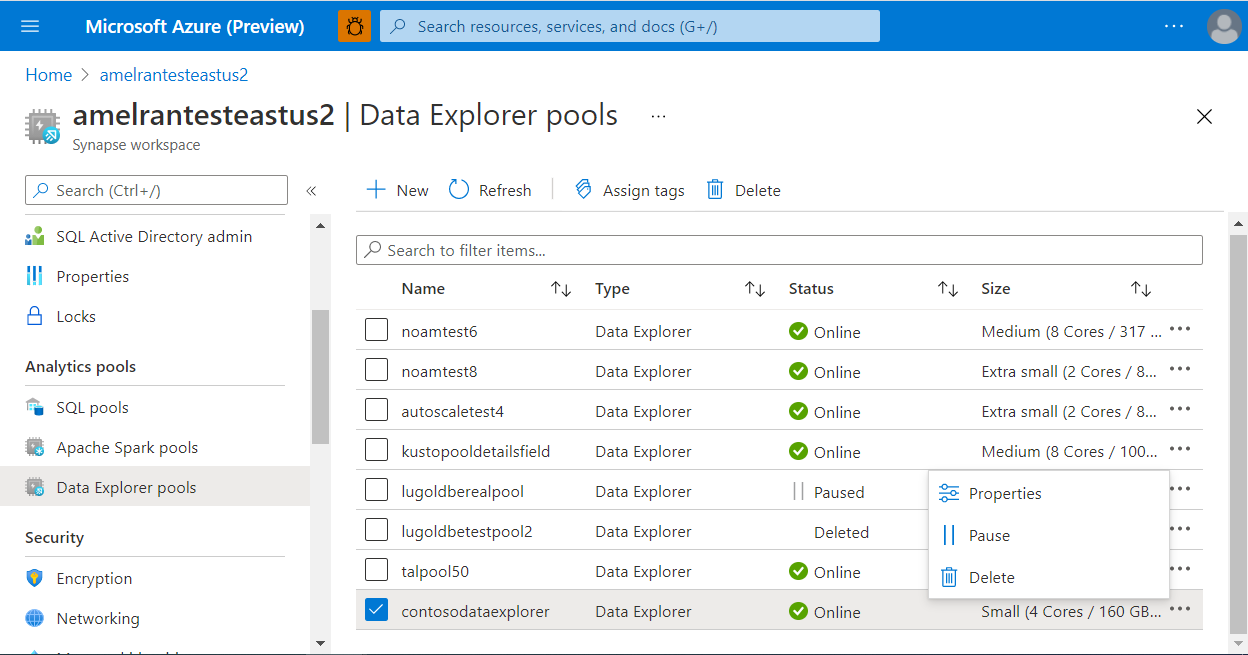 Microsoft Azure (Preview)
Search resources, services, and docs (G+/)
Home
amelrantesteastus2
amelrantesteastus2 | Data Explorer pools
Synapse workspace
Search (Ctrl+/)
SQL Active Directory admin
Properties
Locks
Analytics pools
SQL pools
Apache Spark pools
Data Explorer pools
Security
Encryption
Networking
New Refresh Assign tags Delete
Search to filter items...
Name Type Status Size
noamtest6 Data Explorer Online Medium (8 Cores / 317 ...
noamtest8 Data Explorer Online Extra small (2 Cores / 8...
autoscaletest4 Data Explorer Online Extra small (2 Cores / 8...
kustopooldetailsfield Data Explorer Online Medium (8 Cores / 100...
lugoldberealpool Data Explorer Paused
lugoldbetestpool2 Data Explorer Deleted
talpool50 Data Explorer Online
contosodataexplorer Data Explorer Online Small (4 Cores / 160 GB...
Properties
Pause
Delete